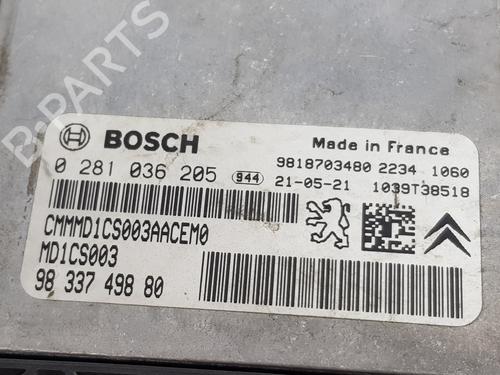 B-PARTS
BOSCH
Made in France
0 281 036 205 944
9818703480 2234 1060
21-05-21 1039T38518
CMMMD1CS003AACEM0
MD1CS003
98 337 498 80